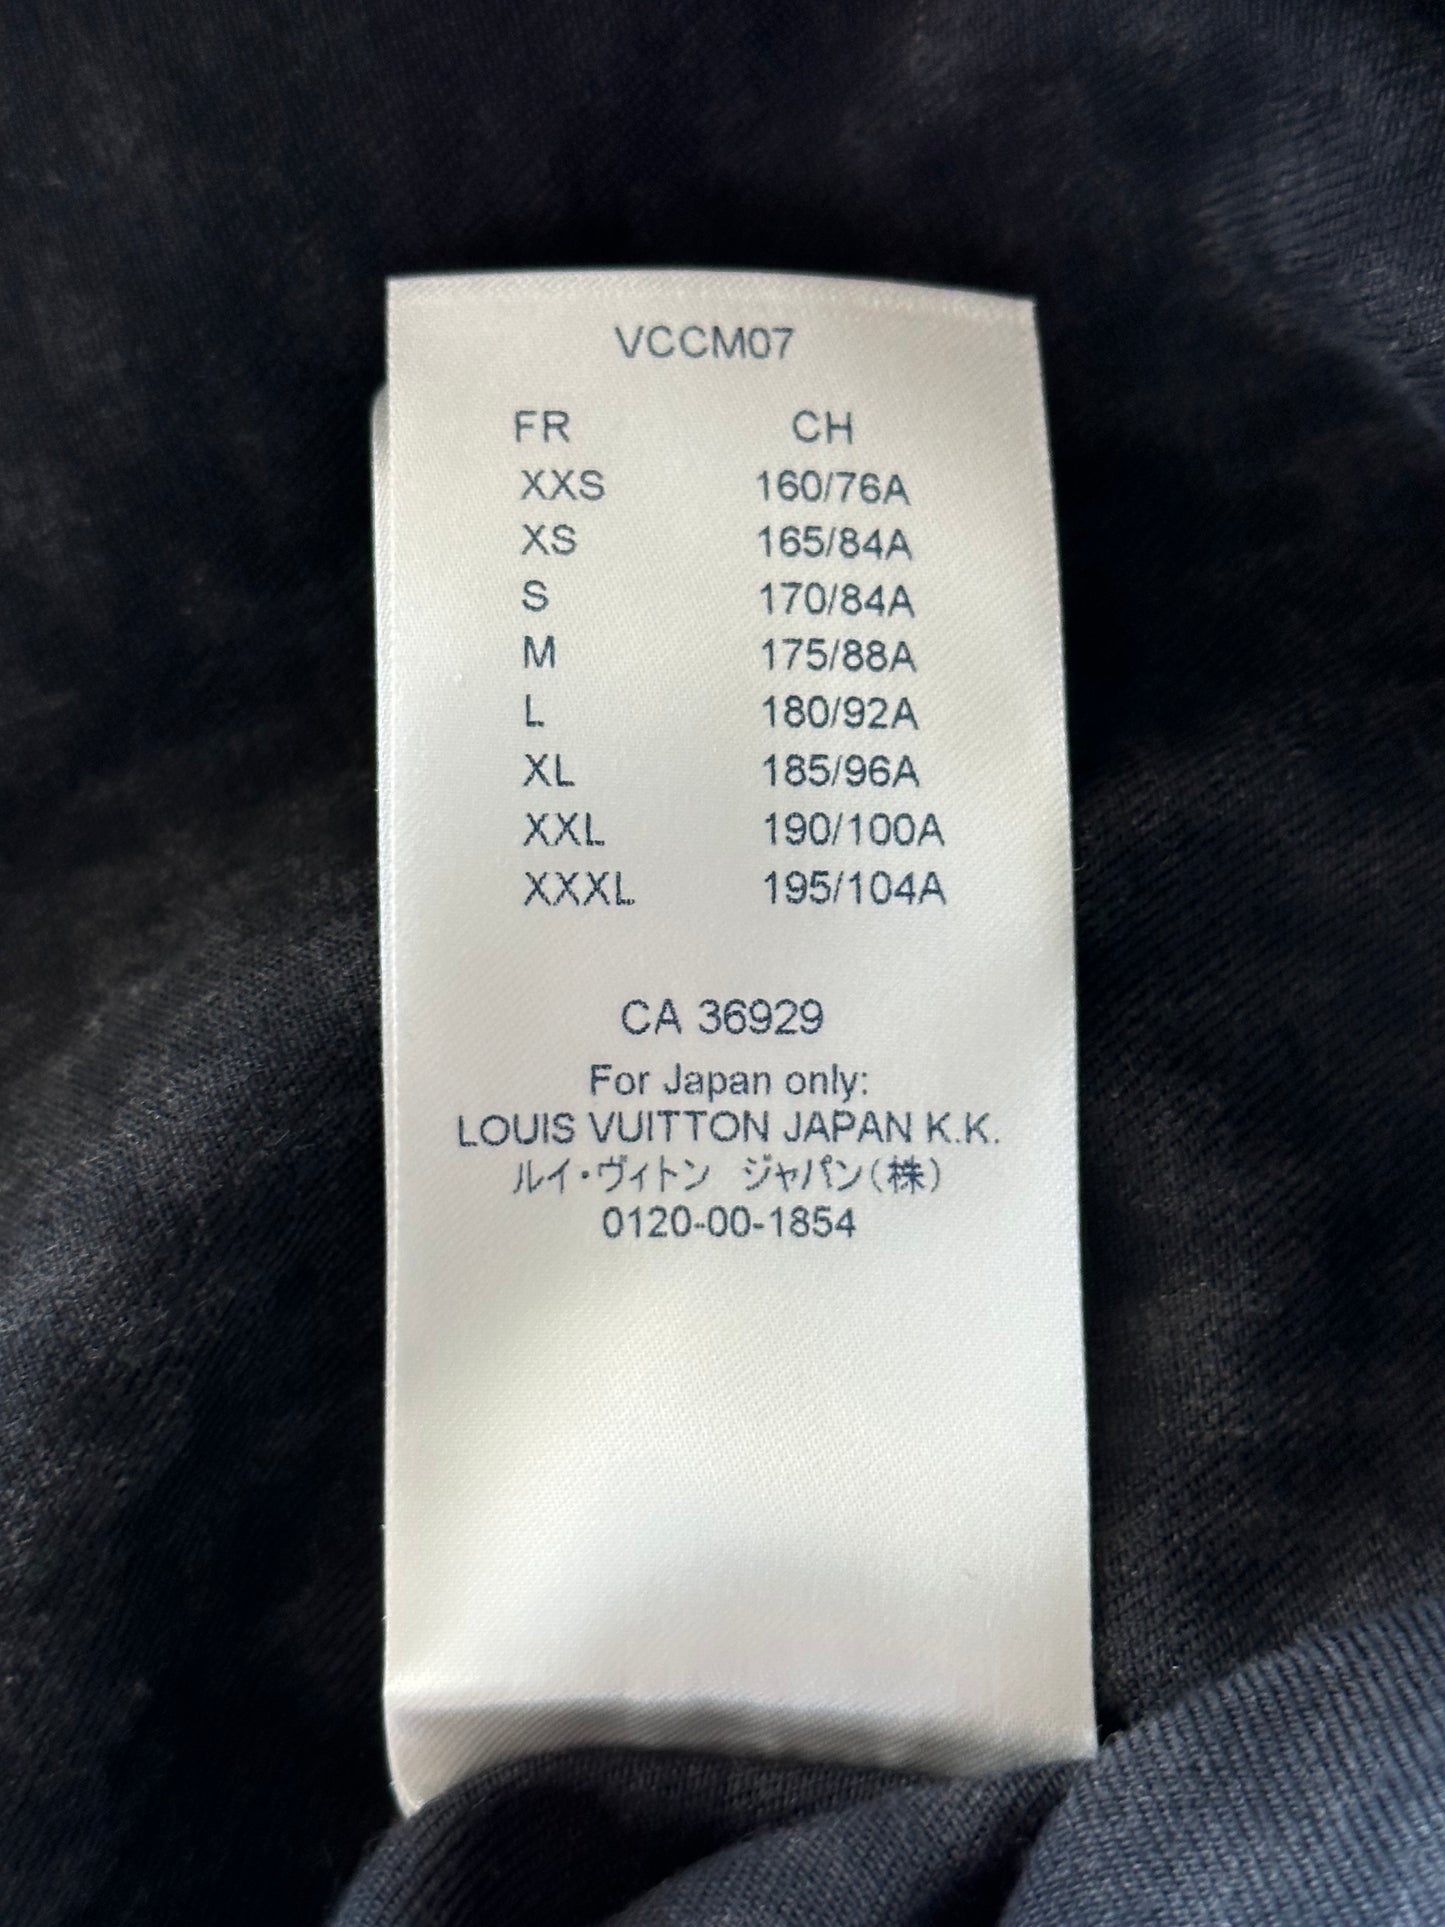 VCCM07
FR CH
XXS 160/76A
XS 165/84A
S 170/84A
M 175/88A
L 180/92A
XL 185/96A
XXL 190/100A
XXXL 195/104A
CA 36929
For Japan only:
LOUIS VUITTON JAPAN K.K.
ルイ・ヴィトン ジャパン(株)
0120-00-1854